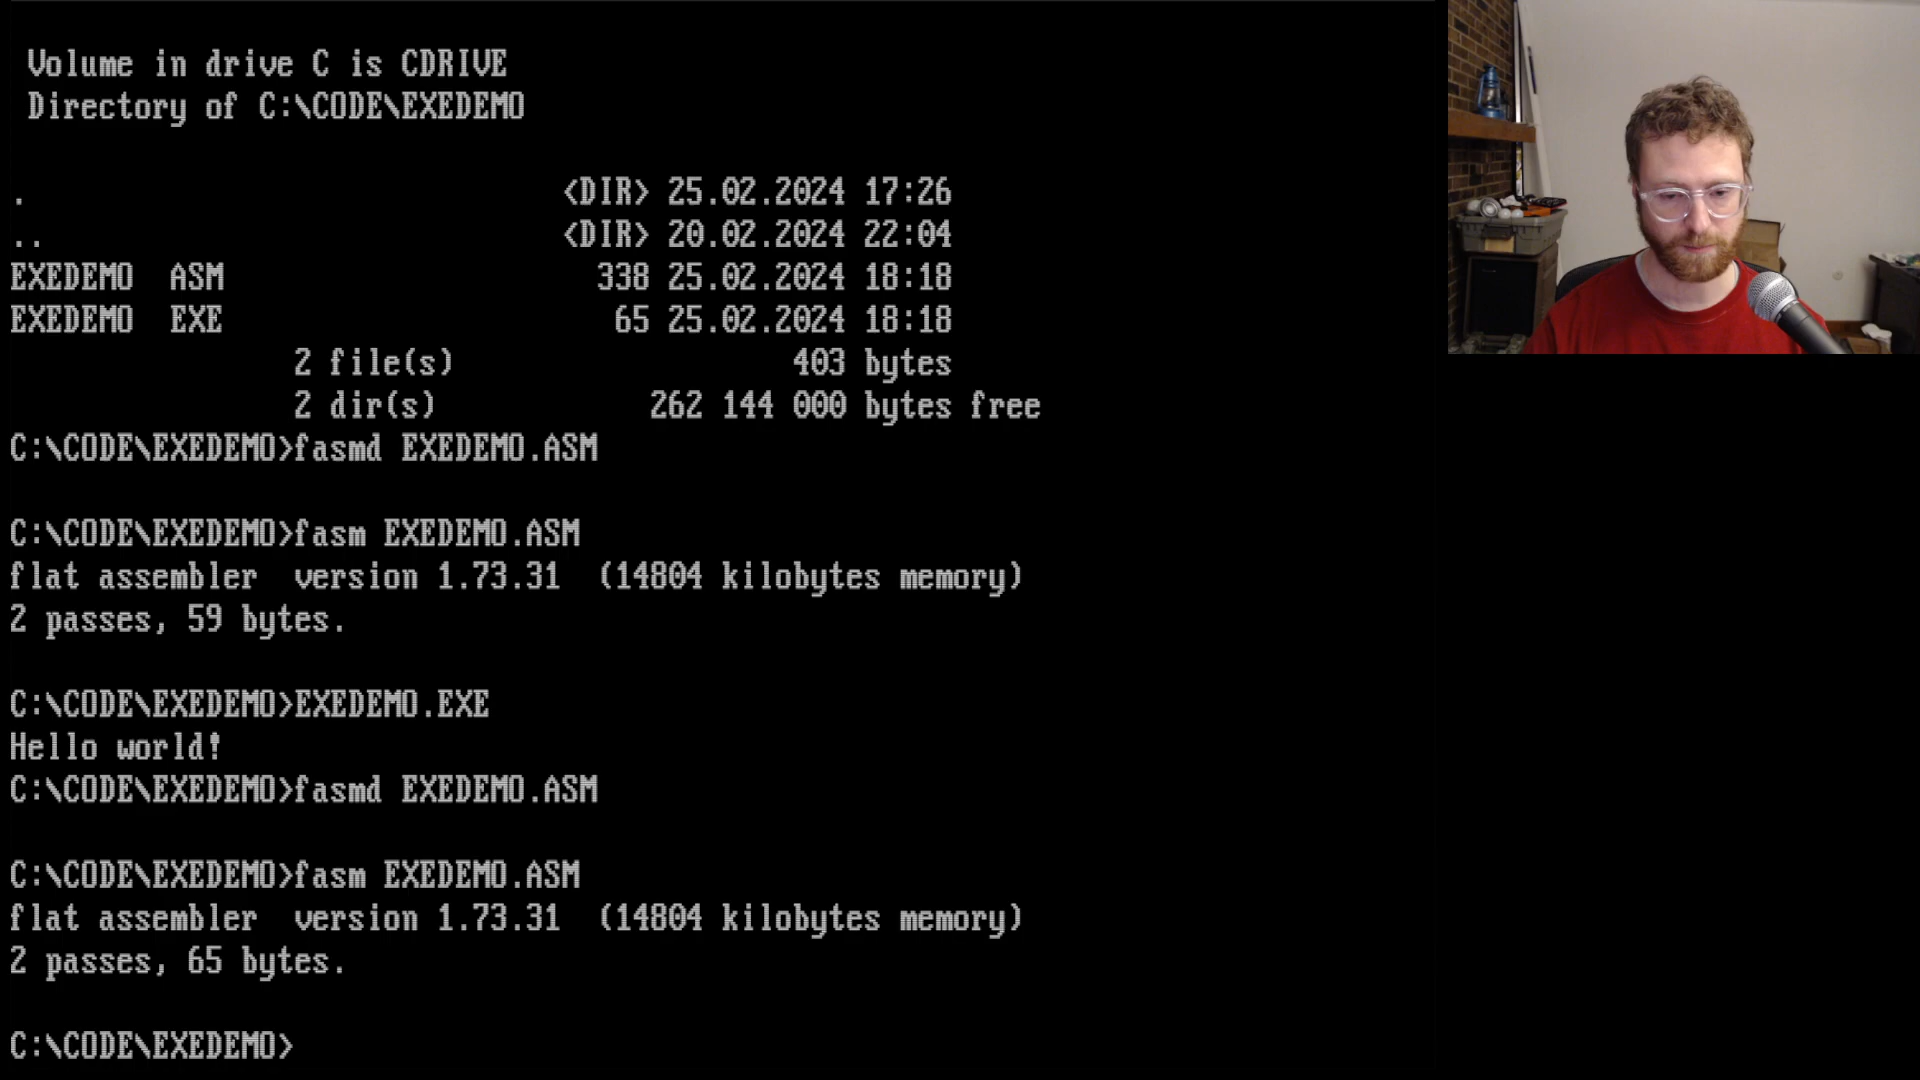 Volume in drive C is CDRIVE
Directory of C:\CODE\EXEDEMO
. <DIR> 25.02.2024 17:26
.. <DIR> 20.02.2024 22:04
EXEDEMO ASM 338 25.02.2024 18:18
EXEDEMO EXE 65 25.02.2024 18:18
2 file(s) 403 bytes
2 dir(s) 262 144 000 bytes free
C:\CODE\EXEDEMO>fasmd EXEDEMO.ASM
C:\CODE\EXEDEMO>fasm EXEDEMO.ASM
flat assembler version 1.73.31 (14804 kilobytes memory)
2 passes, 59 bytes.
C:\CODE\EXEDEMO>EXEDEMO.EXE
Hello world!
C:\CODE\EXEDEMO>fasmd EXEDEMO.ASM
C:\CODE\EXEDEMO>fasm EXEDEMO.ASM
flat assembler version 1.73.31 (14804 kilobytes memory)
2 passes, 65 bytes.
C:\CODE\EXEDEMO>